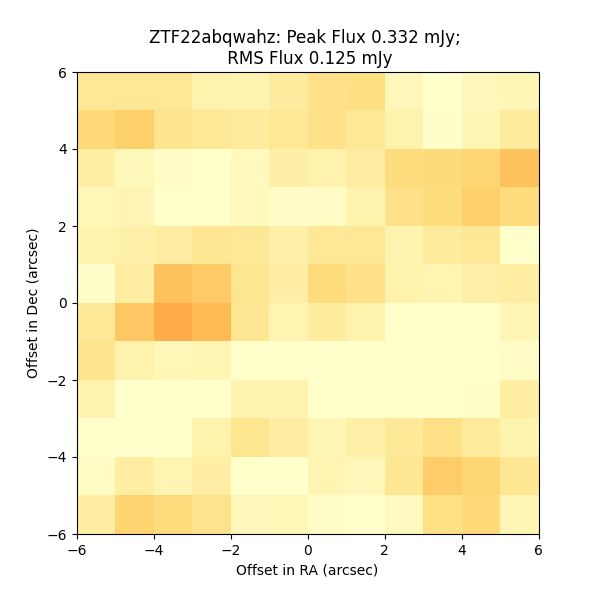 ZTF22abqwahz: Peak Flux 0.332 mJy;
RMS Flux 0.125 mJy
6
4
2
0
−2
−4
−6
Offset in Dec (arcsec)
−6 −4 −2 0 2 4 6
Offset in RA (arcsec)